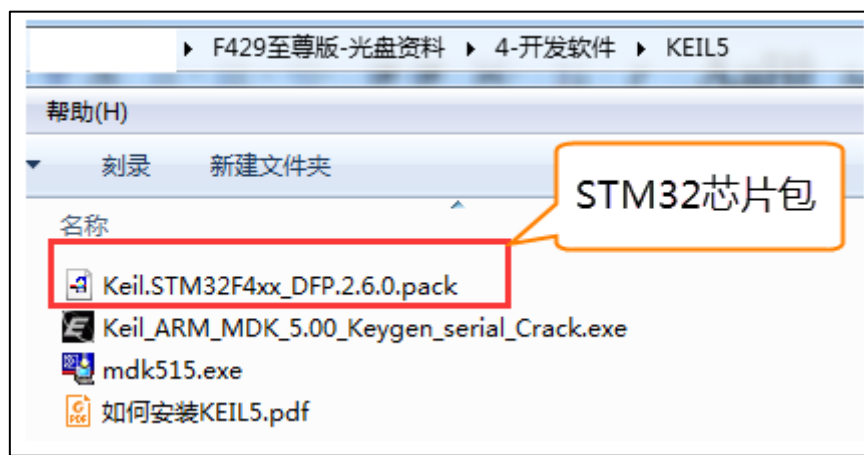 F429至尊版-光盘资料 ▸ 4-开发软件 ▸ KEIL5
帮助(H)
刻录 新建文件夹
STM32芯片包
名称
Keil.STM32F4xx_DFP.2.6.0.pack
Keil_ARM_MDK_5.00_Keygen_serial_Crack.exe
mdk515.exe
如何安装KEIL5.pdf